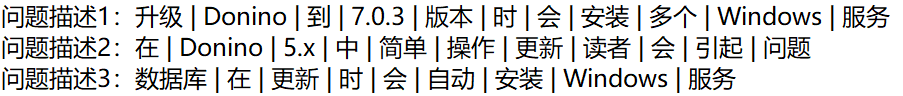 问题描述1：升级 | Donino | 到 | 7.0.3 | 版本 | 时 | 会 | 安装 | 多个 | Windows | 服务
问题描述2：在 | Donino | 5.x | 中 | 简单 | 操作 | 更新 | 读者 | 会 | 引起 | 问题
问题描述3：数据库 | 在 | 更新 | 时 | 会 | 自动 | 安装 | Windows | 服务